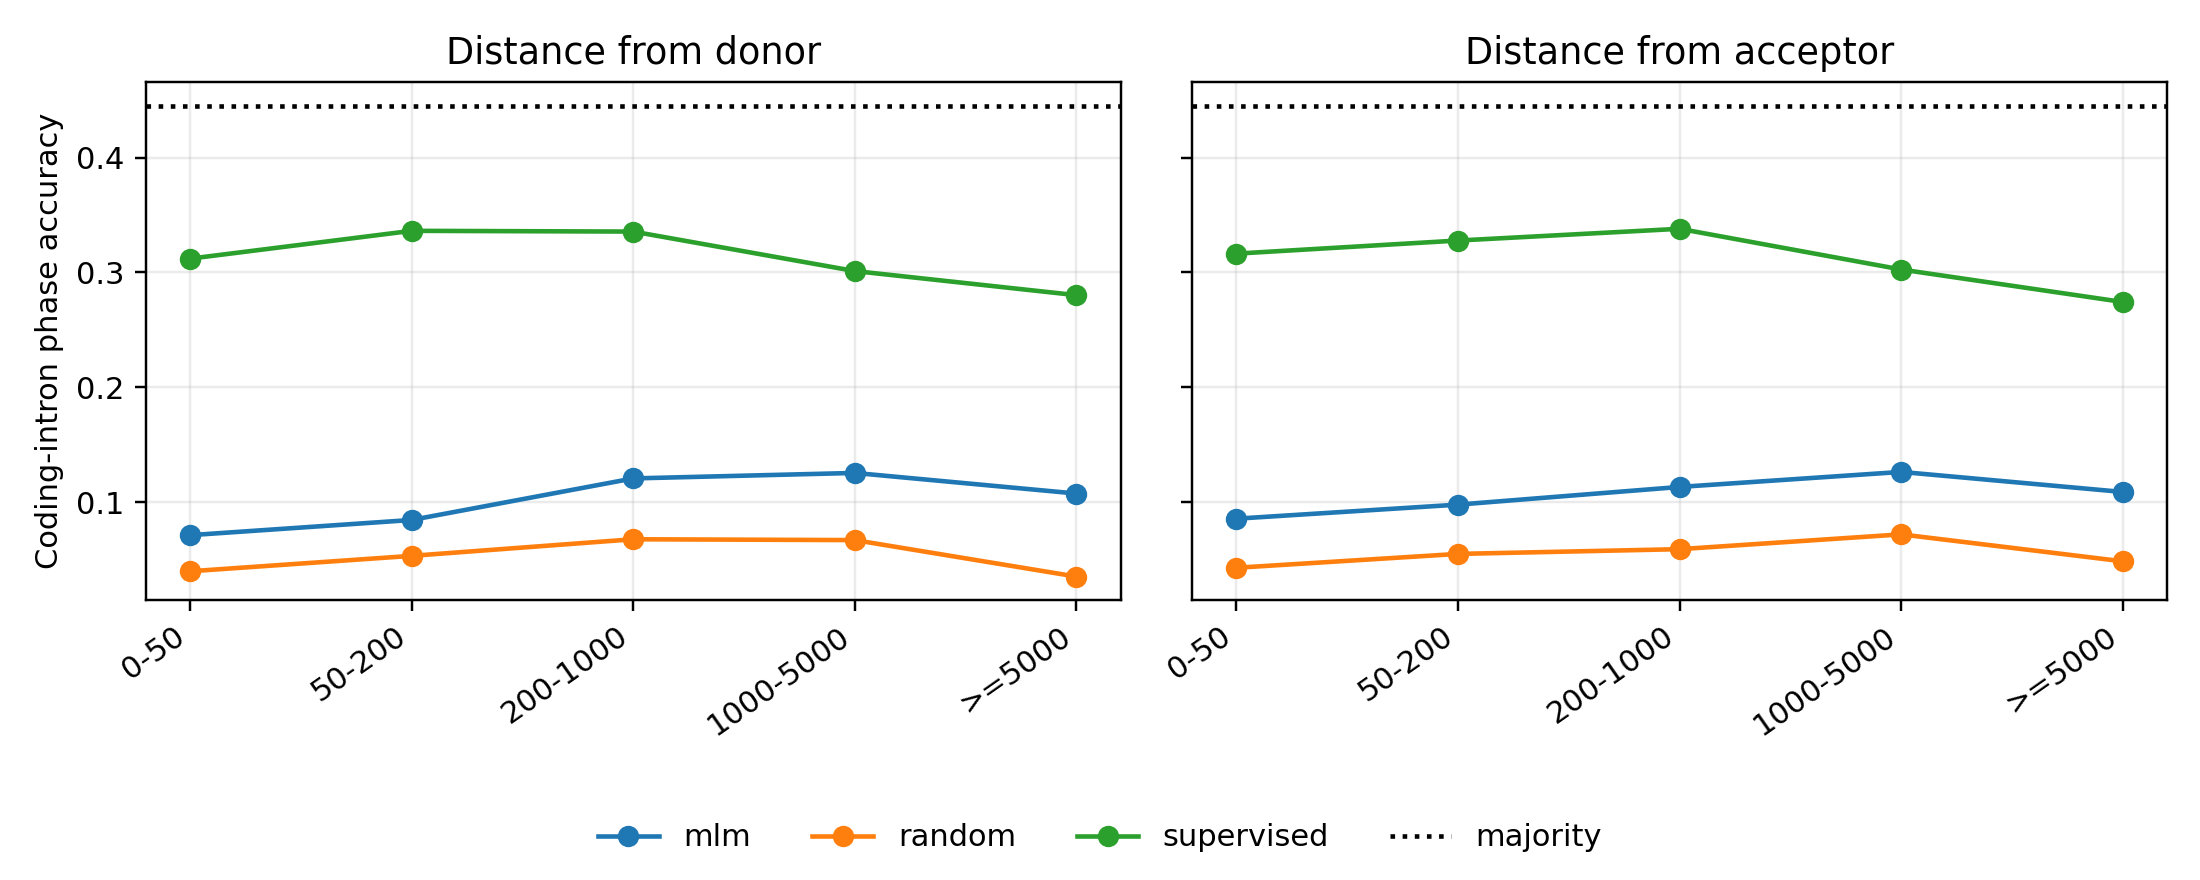 Distance from donor
Distance from acceptor
Coding-intron phase accuracy
0.4
0.3
0.2
0.1
0-50
50-200
200-1000
1000-5000
>=5000
0-50
50-200
200-1000
1000-5000
>=5000
mlm
random
supervised
majority